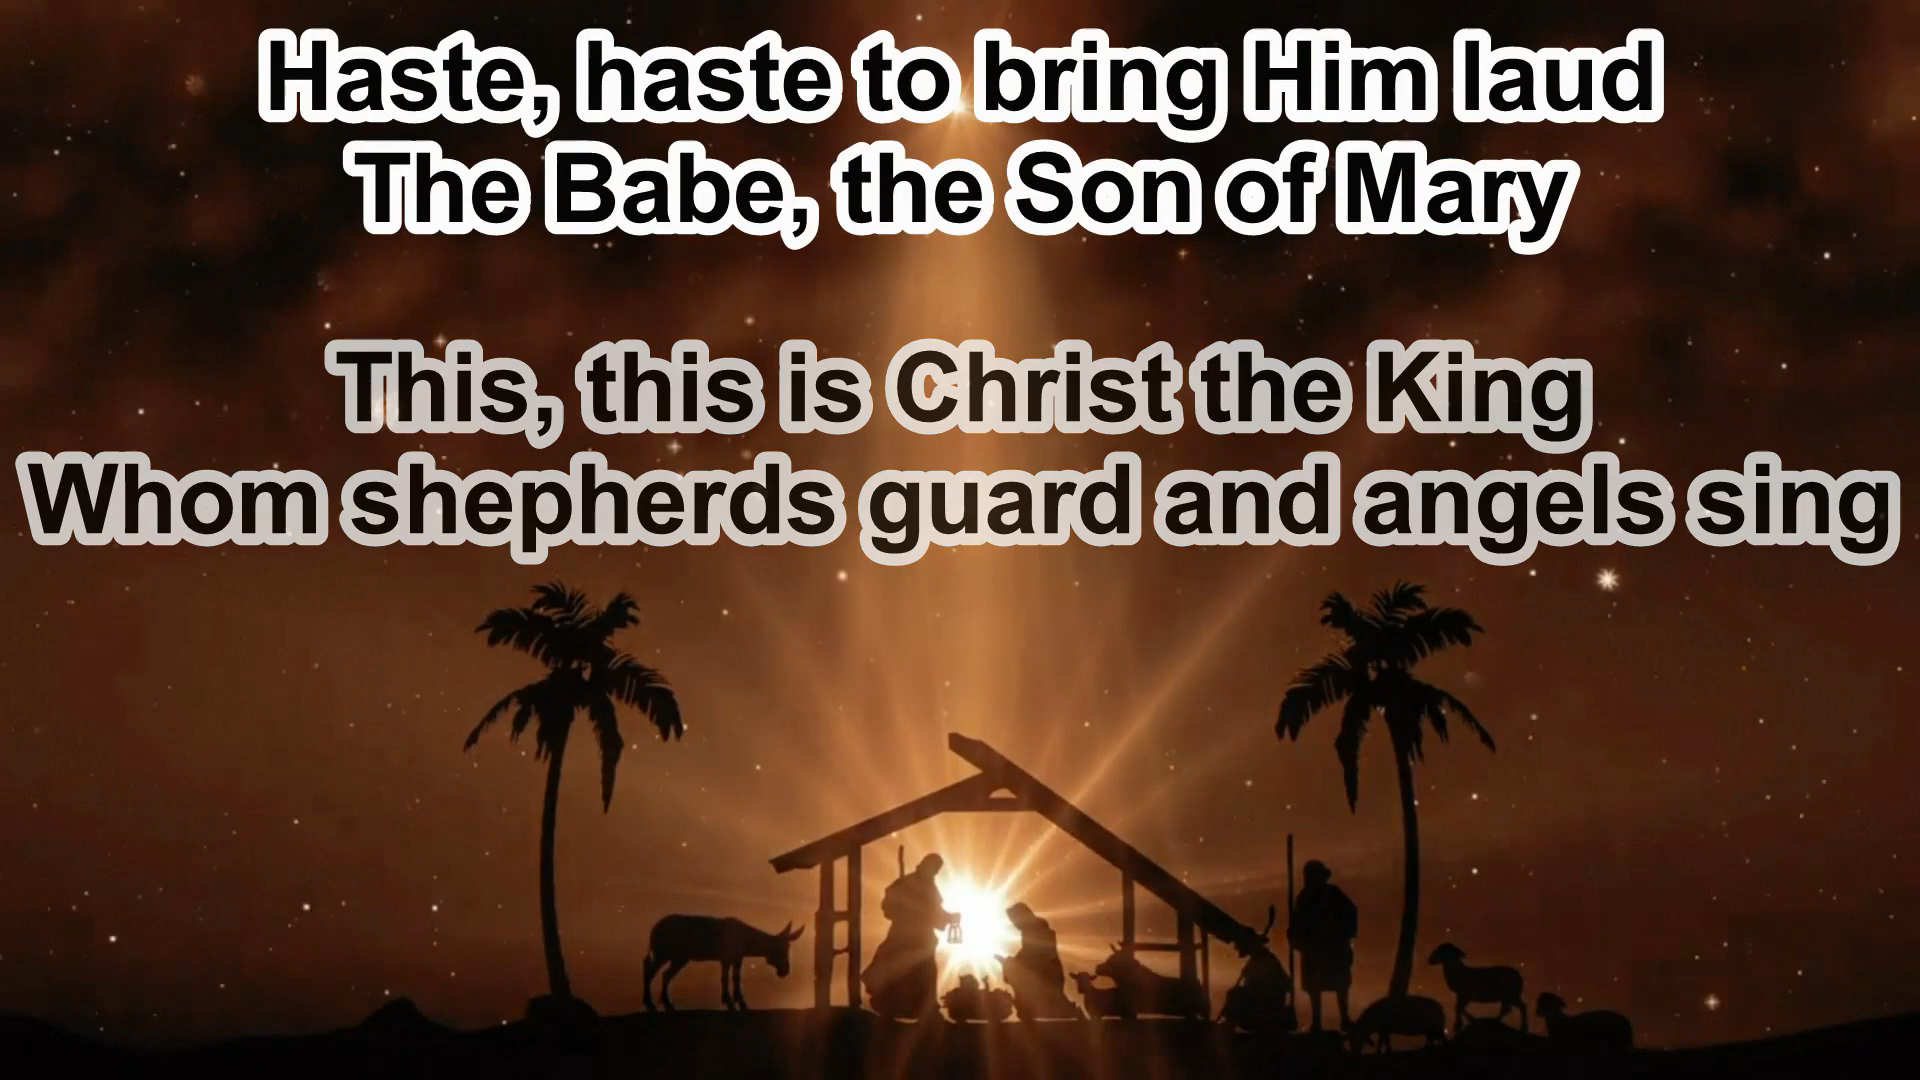 Haste, haste to bring Him laud
The Babe, the Son of Mary
This, this is Christ the King
Whom shepherds guard and angels sing